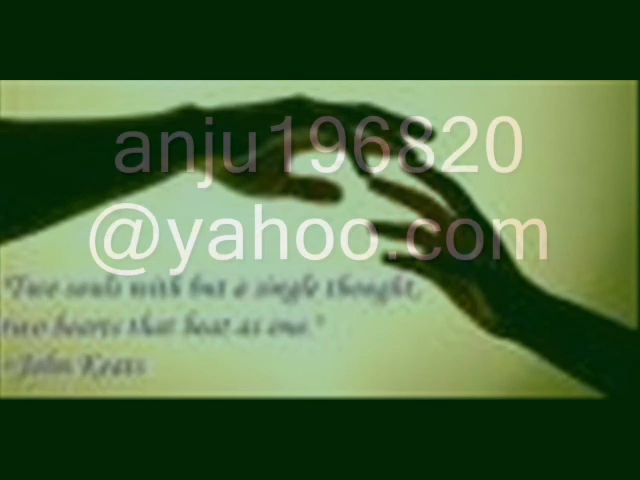 anju196820
@yahoo.com
"Two souls with but a single thought,
two hearts that beat as one."
~John Keats